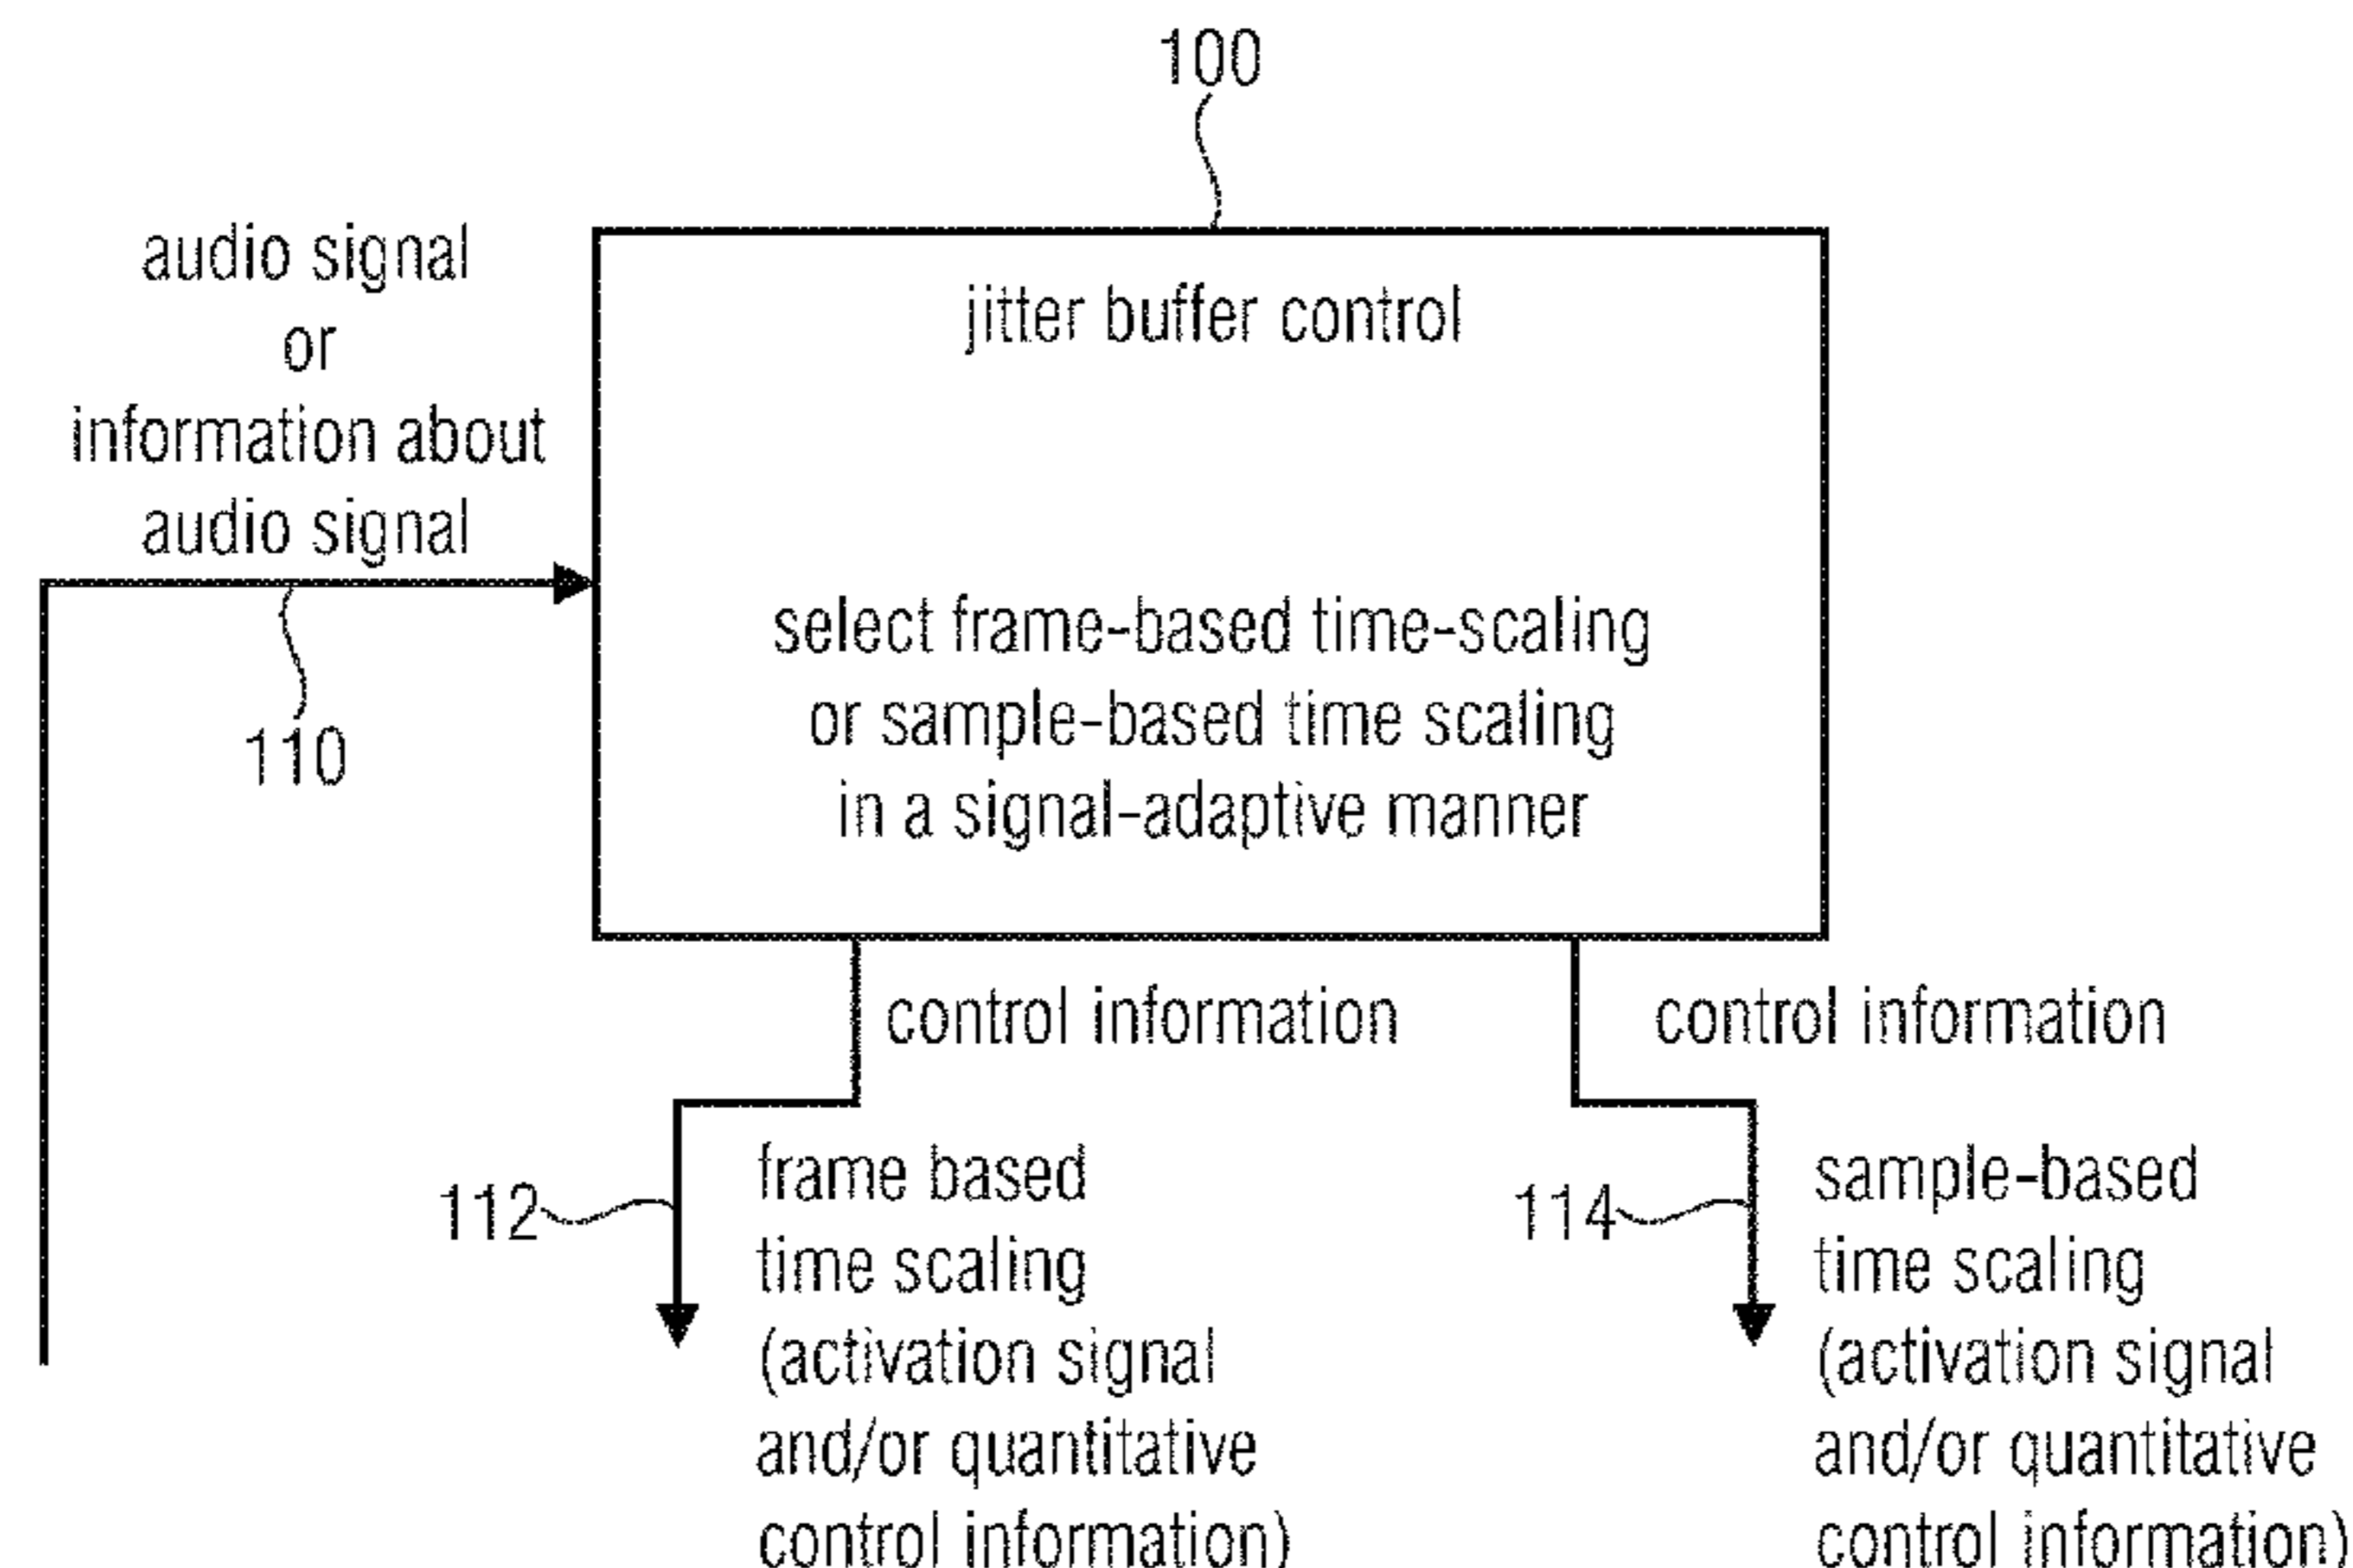 100
audio signal
or
information about
audio signal
110
jitter buffer control
select frame-based time-scaling
or sample-based time scaling
in a signal-adaptive manner
control information
control information
112
frame based
time scaling
(activation signal
and/or quantitative
control information)
114
sample-based
time scaling
(activation signal
and/or quantitative
control information)